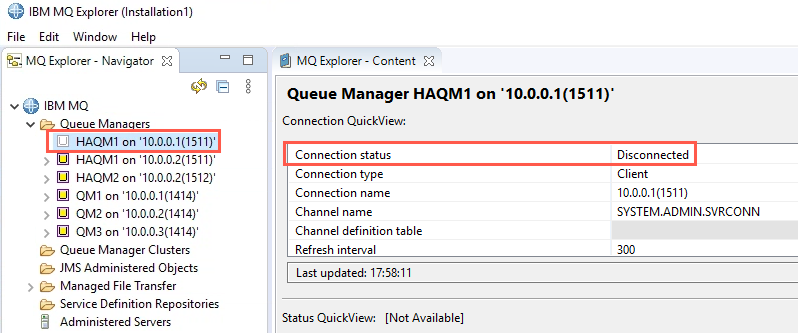 IBM MQ Explorer (Installation1)
File Edit Window Help
MQ Explorer - Navigator
IBM MQ
Queue Managers
HAQM1 on '10.0.0.1(1511)'
HAQM1 on '10.0.0.2(1511)'
HAQM2 on '10.0.0.2(1512)'
QM1 on '10.0.0.1(1414)'
QM2 on '10.0.0.2(1414)'
QM3 on '10.0.0.3(1414)'
Queue Manager Clusters
JMS Administered Objects
Managed File Transfer
Service Definition Repositories
Administered Servers
MQ Explorer - Content
Queue Manager HAQM1 on '10.0.0.1(1511)'
Connection QuickView:
Connection status Disconnected
Connection type Client
Connection name 10.0.0.1(1511)
Channel name SYSTEM.ADMIN.SVRCONN
Channel definition table
Refresh interval 300
Last updated: 17:58:11
Status QuickView: [Not Available]